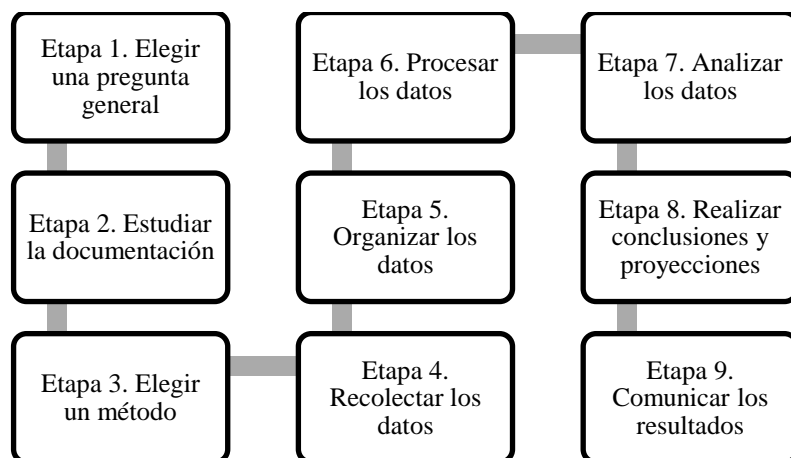 Etapa 1. Elegir
una pregunta
general
Etapa 2. Estudiar
la documentación
Etapa 3. Elegir
un método
Etapa 4.
Recolectar los
datos
Etapa 5.
Organizar los
datos
Etapa 6. Procesar
los datos
Etapa 7. Analizar
los datos
Etapa 8. Realizar
conclusiones y
proyecciones
Etapa 9.
Comunicar los
resultados